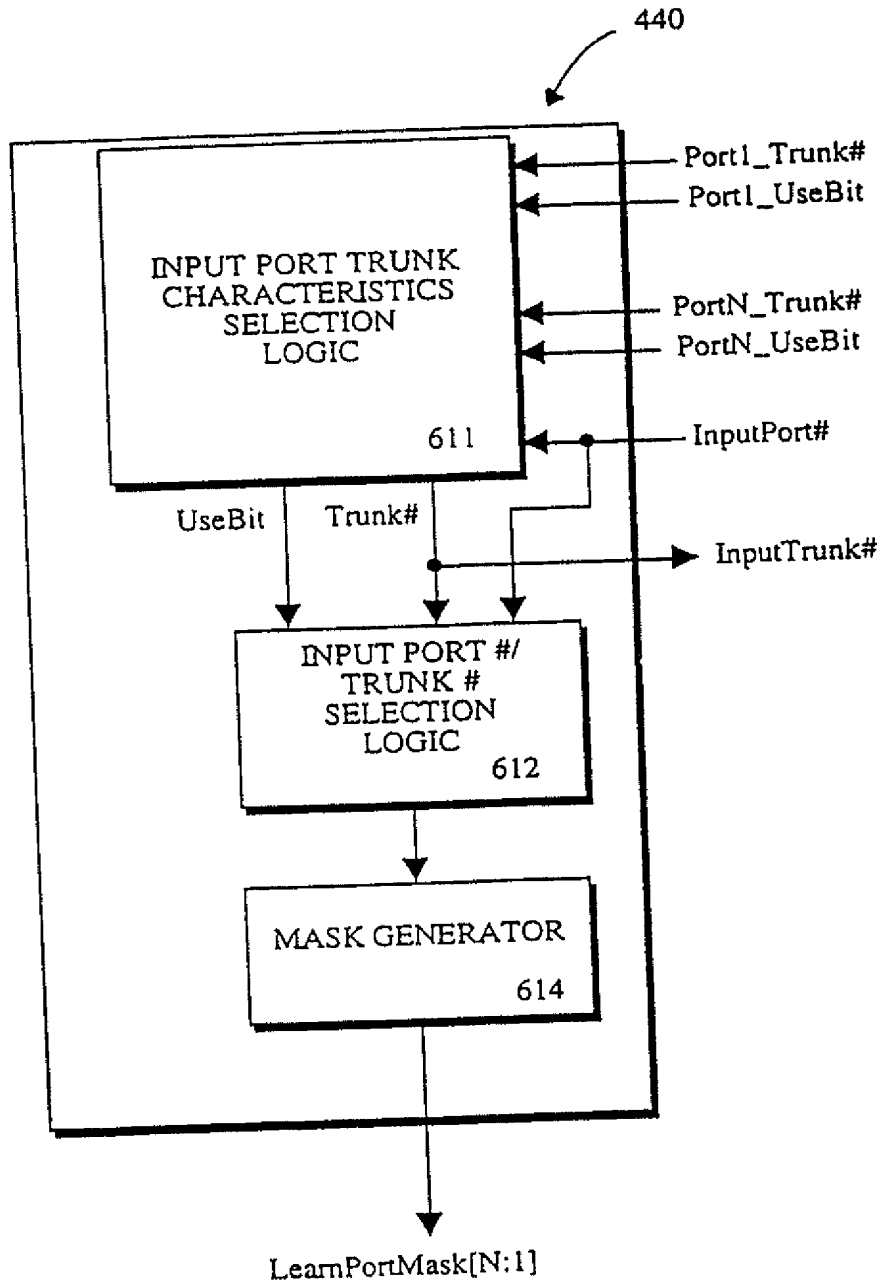 440
Port1_Trunk#
Port1_UseBit
INPUT PORT TRUNK
CHARACTERISTICS
SELECTION
LOGIC
611
PortN_Trunk#
PortN_UseBit
InputPort#
UseBit
Trunk#
InputTrunk#
INPUT PORT #/
TRUNK #
SELECTION
LOGIC
612
MASK GENERATOR
614
LearnPortMask[N:1]